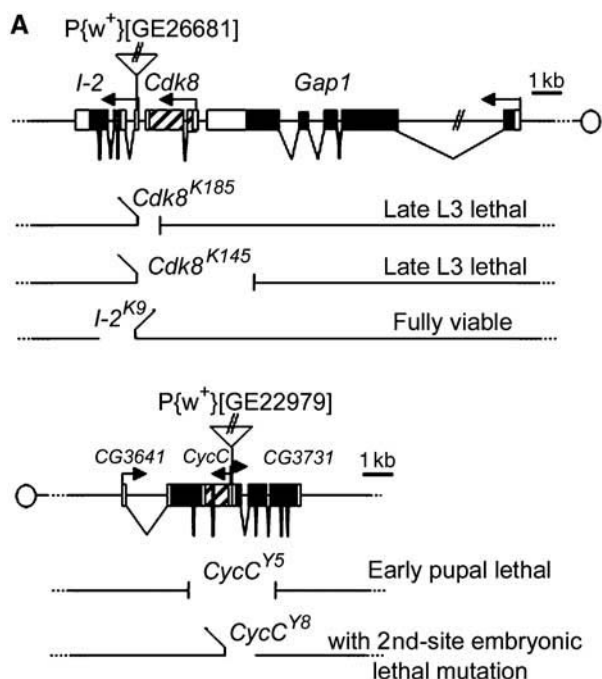 A
P{w+}[GE26681]
I-2 Cdk8 Gap1 1 kb
Cdk8K185 Late L3 lethal
Cdk8K145 Late L3 lethal
I-2K9 Fully viable
P{w+}[GE22979]
CG3641 CycC CG3731 1 kb
CycCY5 Early pupal lethal
CycCY8 with 2nd-site embryonic
lethal mutation